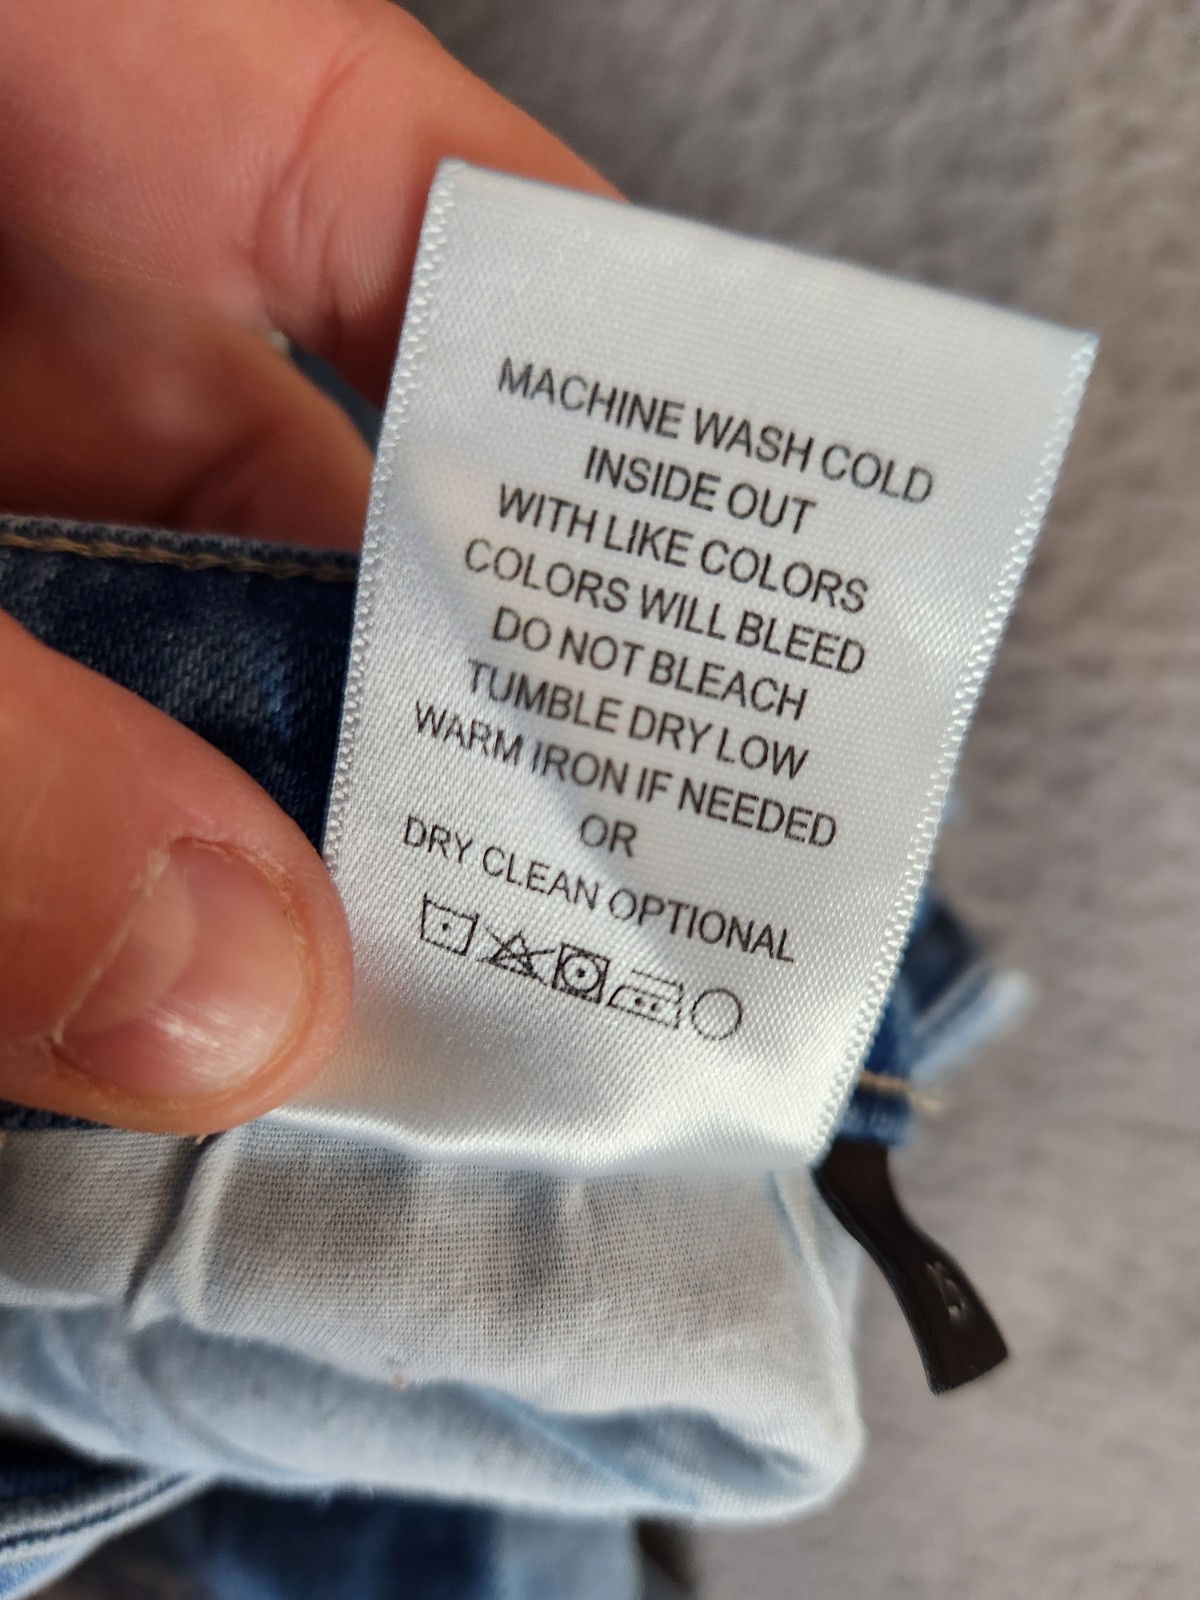 MACHINE WASH COLD
INSIDE OUT
WITH LIKE COLORS
COLORS WILL BLEED
DO NOT BLEACH
TUMBLE DRY LOW
WARM IRON IF NEEDED
OR
DRY CLEAN OPTIONAL